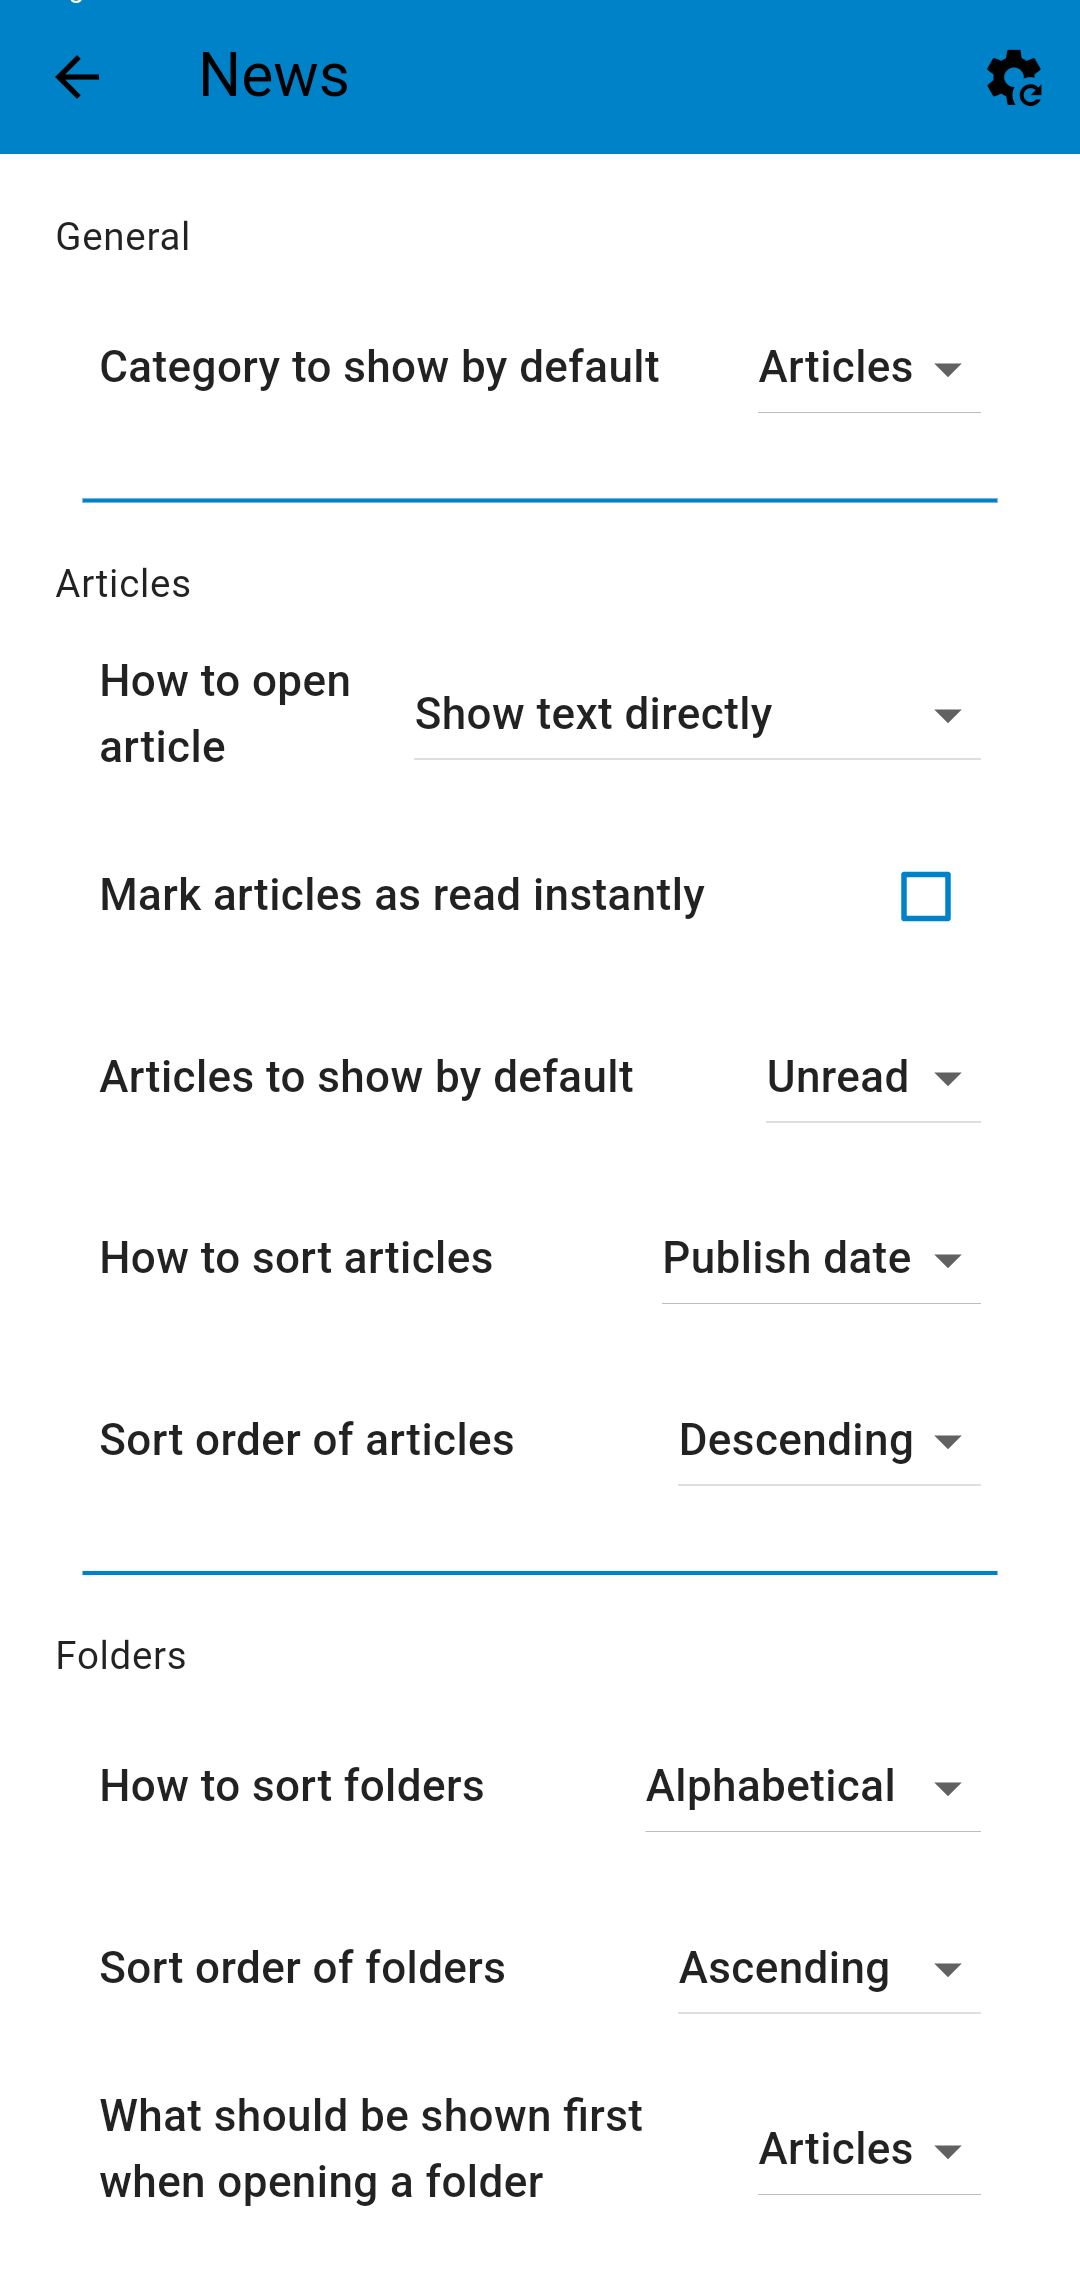 News
General
Category to show by default Articles
Articles
How to open
article
Show text directly
Mark articles as read instantly
Articles to show by default Unread
How to sort articles Publish date
Sort order of articles Descending
Folders
How to sort folders Alphabetical
Sort order of folders Ascending
What should be shown first
when opening a folder
Articles